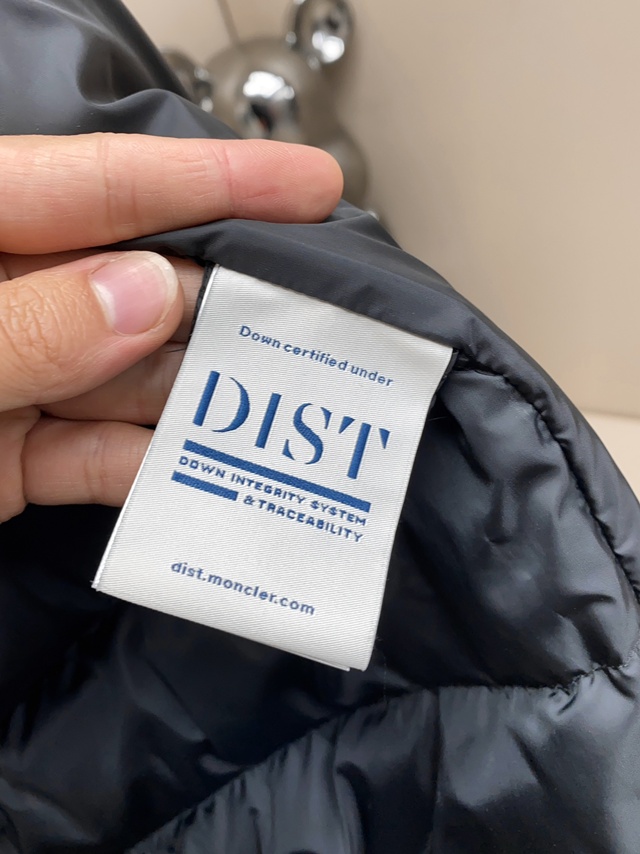 Down certified under
DIST
DOWN INTEGRITY SYSTEM
& TRACEABILITY
dist.moncler.com